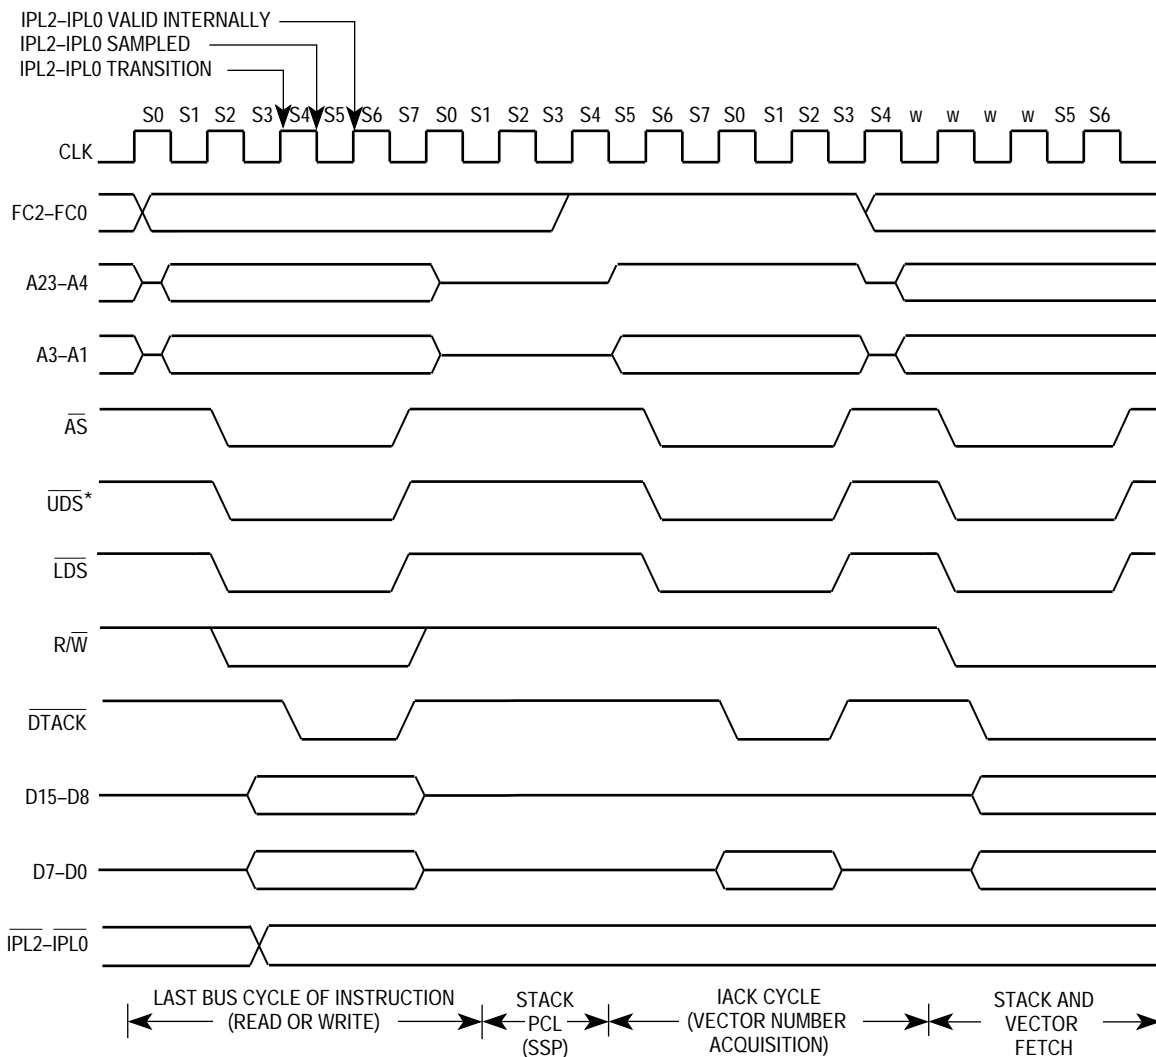 IPL2–IPL0 VALID INTERNALLY
IPL2–IPL0 SAMPLED
IPL2–IPL0 TRANSITION
S0 S1 S2 S3 S4 S5 S6 S7 S0 S1 S2 S3 S4 S5 S6 S7 S0 S1 S2 S3 S4 w w w w S5 S6
CLK
FC2–FC0
A23–A4
A3–A1
AS
UDS*
LDS
R/W
DTACK
D15–D8
D7–D0
IPL2–IPL0
LAST BUS CYCLE OF INSTRUCTION
(READ OR WRITE)
STACK
PCL
(SSP)
IACK CYCLE
(VECTOR NUMBER
ACQUISITION)
STACK AND
VECTOR
FETCH